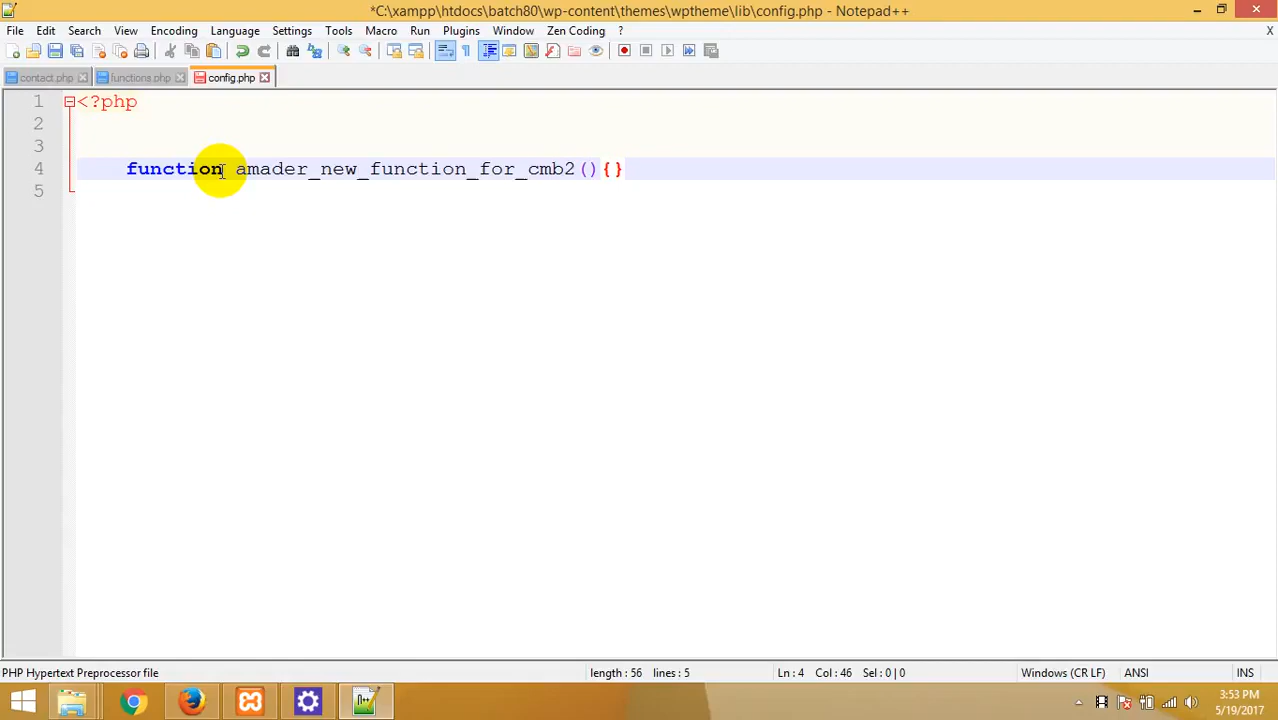 *C:\xampp\htdocs\batch80\wp-content\themes\wptheme\lib\config.php - Notepad++
File Edit Search View Encoding Language Settings Tools Macro Run Plugins Window Zen Coding ? X
contact.php functions.php config.php
1 <?php
2
3
4 function amader_new_function_for_cmb2(){}
5
PHP Hypertext Preprocessor file length : 56 lines : 5 Ln : 4 Col : 46 Sel : 0 | 0 Windows (CR LF) ANSI INS
3:53 PM
5/19/2017